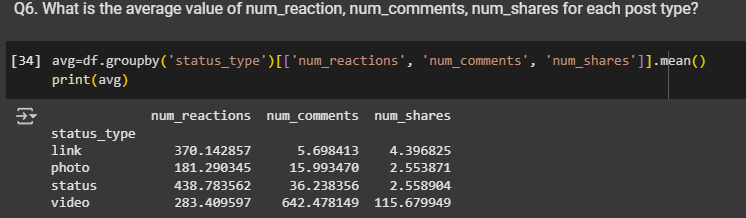 Q6. What is the average value of num_reaction, num_comments, num_shares for each post type?
[34] avg=df.groupby('status_type')[['num_reactions', 'num_comments', 'num_shares']].mean()
print(avg)
num_reactions num_comments num_shares
status_type
link 370.142857 5.698413 4.396825
photo 181.290345 15.993470 2.553871
status 438.783562 36.238356 2.558904
video 283.409597 642.478149 115.679949